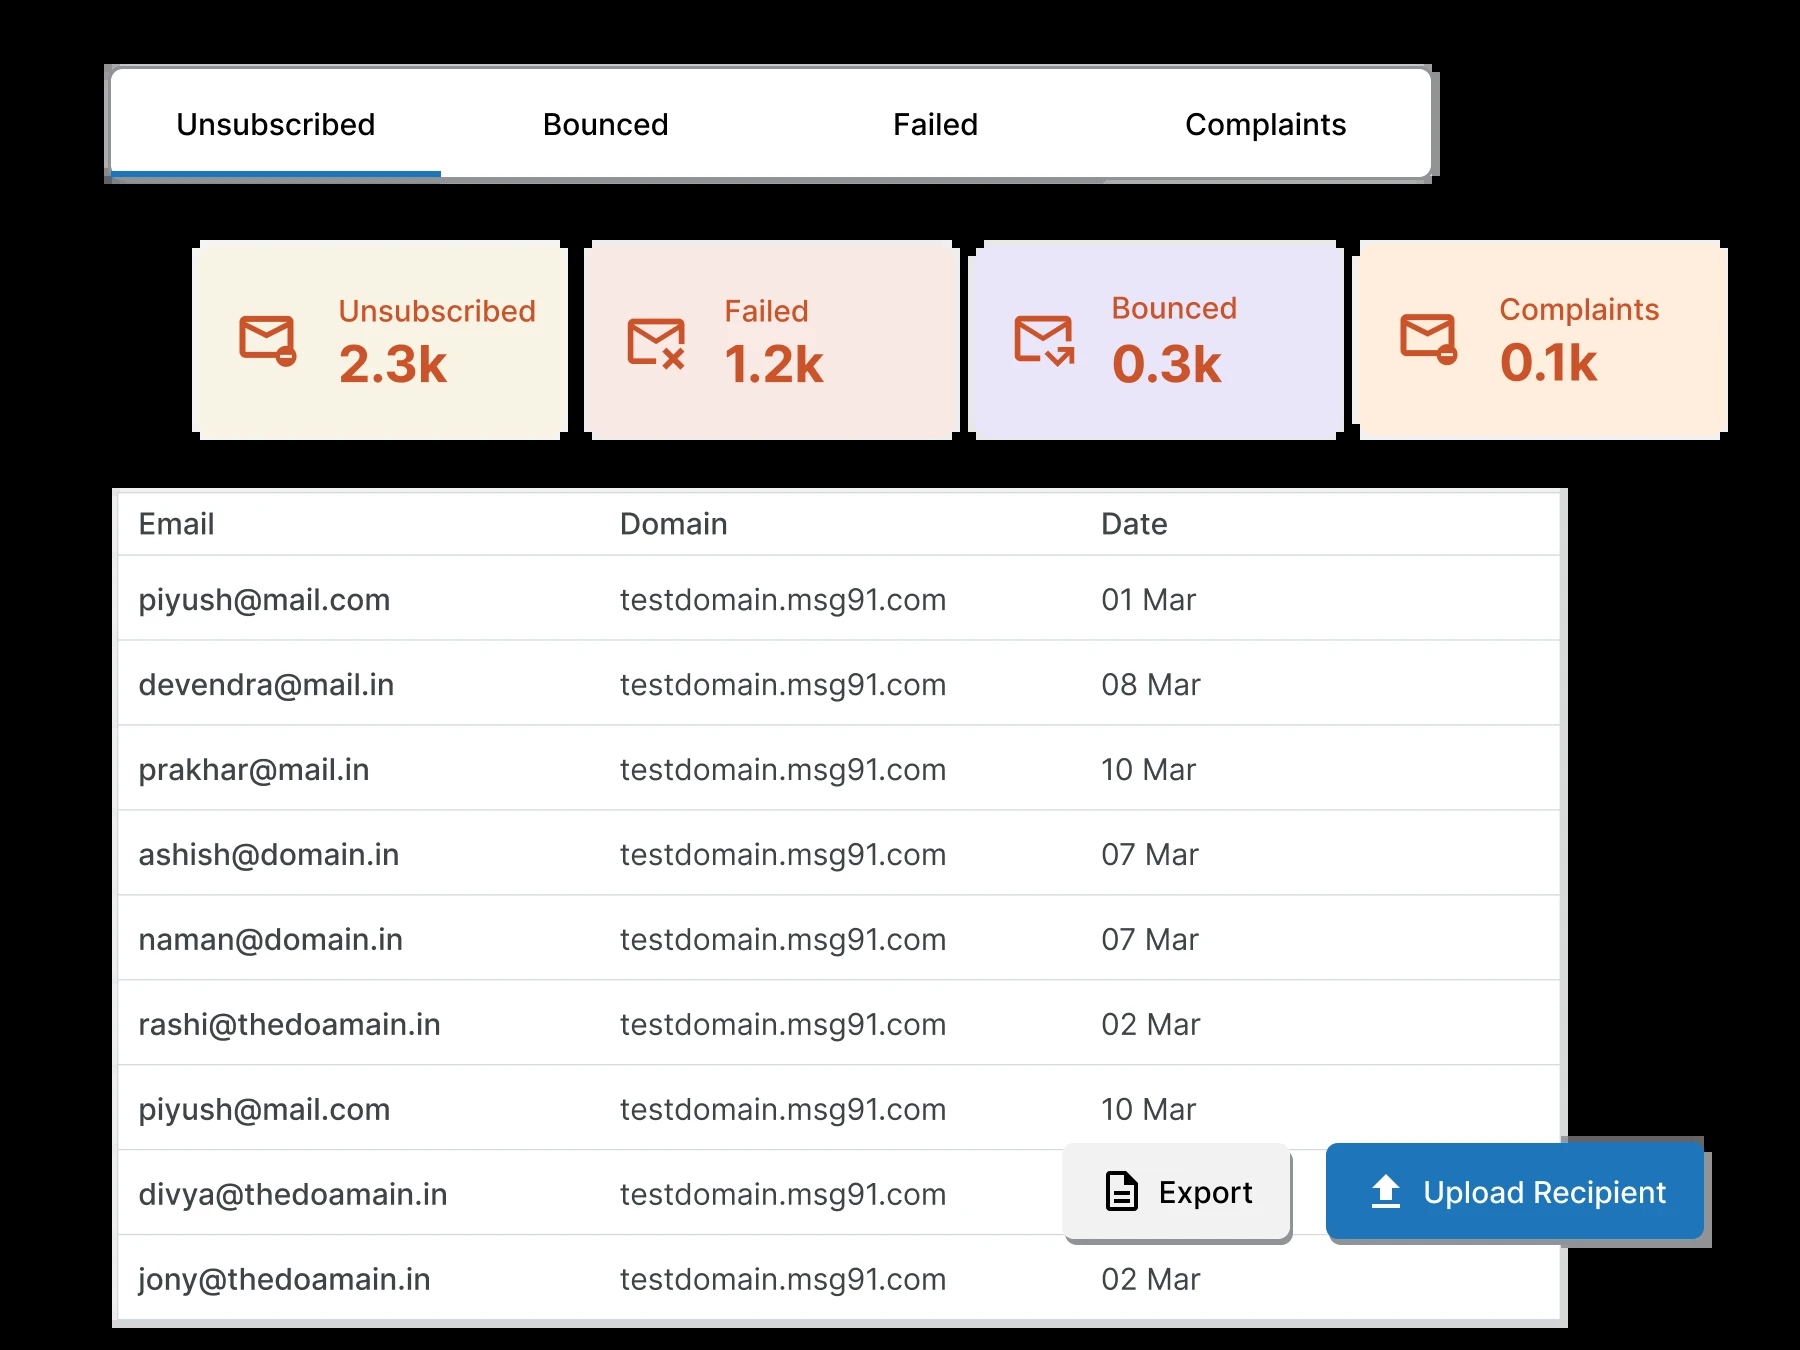 Unsubscribed Bounced Failed Complaints
Unsubscribed Failed Bounced Complaints
2.3k 1.2k 0.3k 0.1k
Email Domain Date
piyush@mail.com testdomain.msg91.com 01 Mar
devendra@mail.in testdomain.msg91.com 08 Mar
prakhar@mail.in testdomain.msg91.com 10 Mar
ashish@domain.in testdomain.msg91.com 07 Mar
naman@domain.in testdomain.msg91.com 07 Mar
rashi@thedoamain.in testdomain.msg91.com 02 Mar
piyush@mail.com testdomain.msg91.com 10 Mar
divya@thedoamain.in testdomain.msg91.com Export Upload Recipient
jony@thedoamain.in testdomain.msg91.com 02 Mar